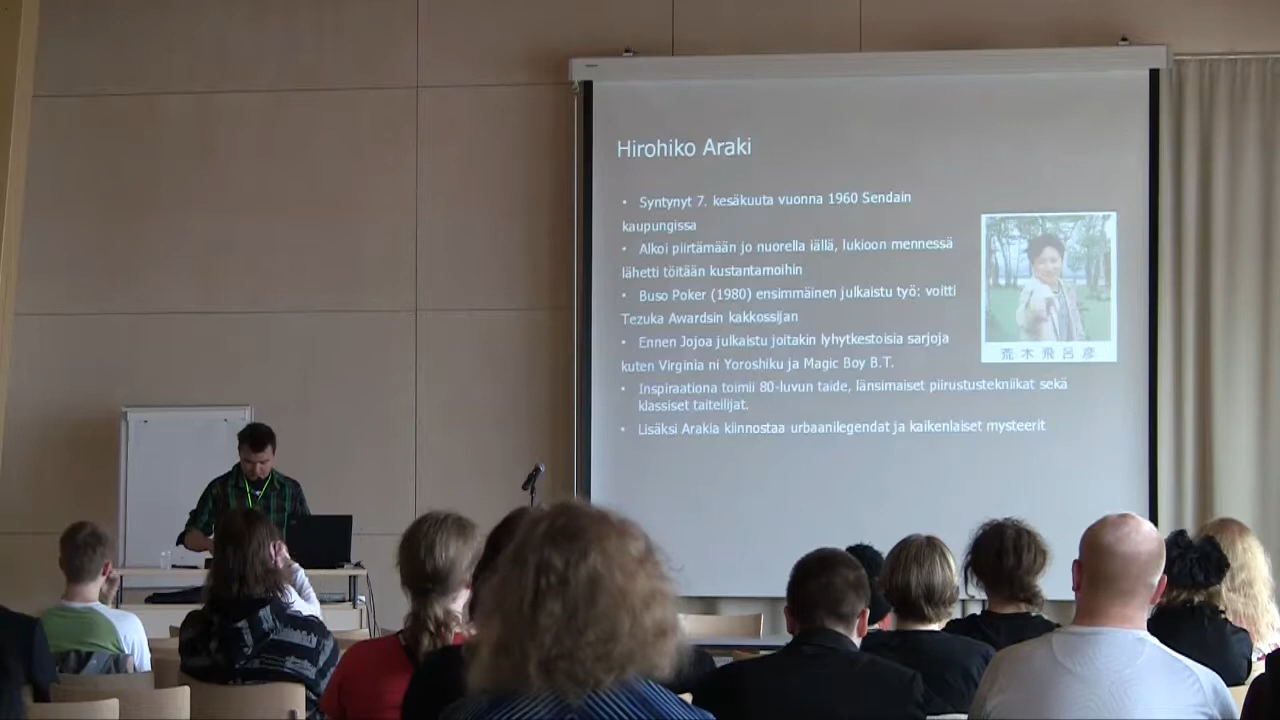 Hirohiko Araki
• Syntynyt 7. kesäkuuta vuonna 1960 Sendain
kaupungissa
• Alkoi piirtämään jo nuorella iällä, lukioon mennessä
lähetti töitään kustantamoihin
• Buso Poker (1980) ensimmäinen julkaistu työ: voitti
Tezuka Awardsin kakkossijan
• Ennen Jojoa julkaistu joitakin lyhytkestoisia sarjoja
kuten Virginia ni Yoroshiku ja Magic Boy B.T.
• Inspiraationa toimii 80-luvun taide, länsimaiset piirustustekniikat sekä
klassiset taiteilijat.
• Lisäksi Arakia kiinnostaa urbaanilegendat ja kaikenlaiset mysteerit
荒木飛呂彦